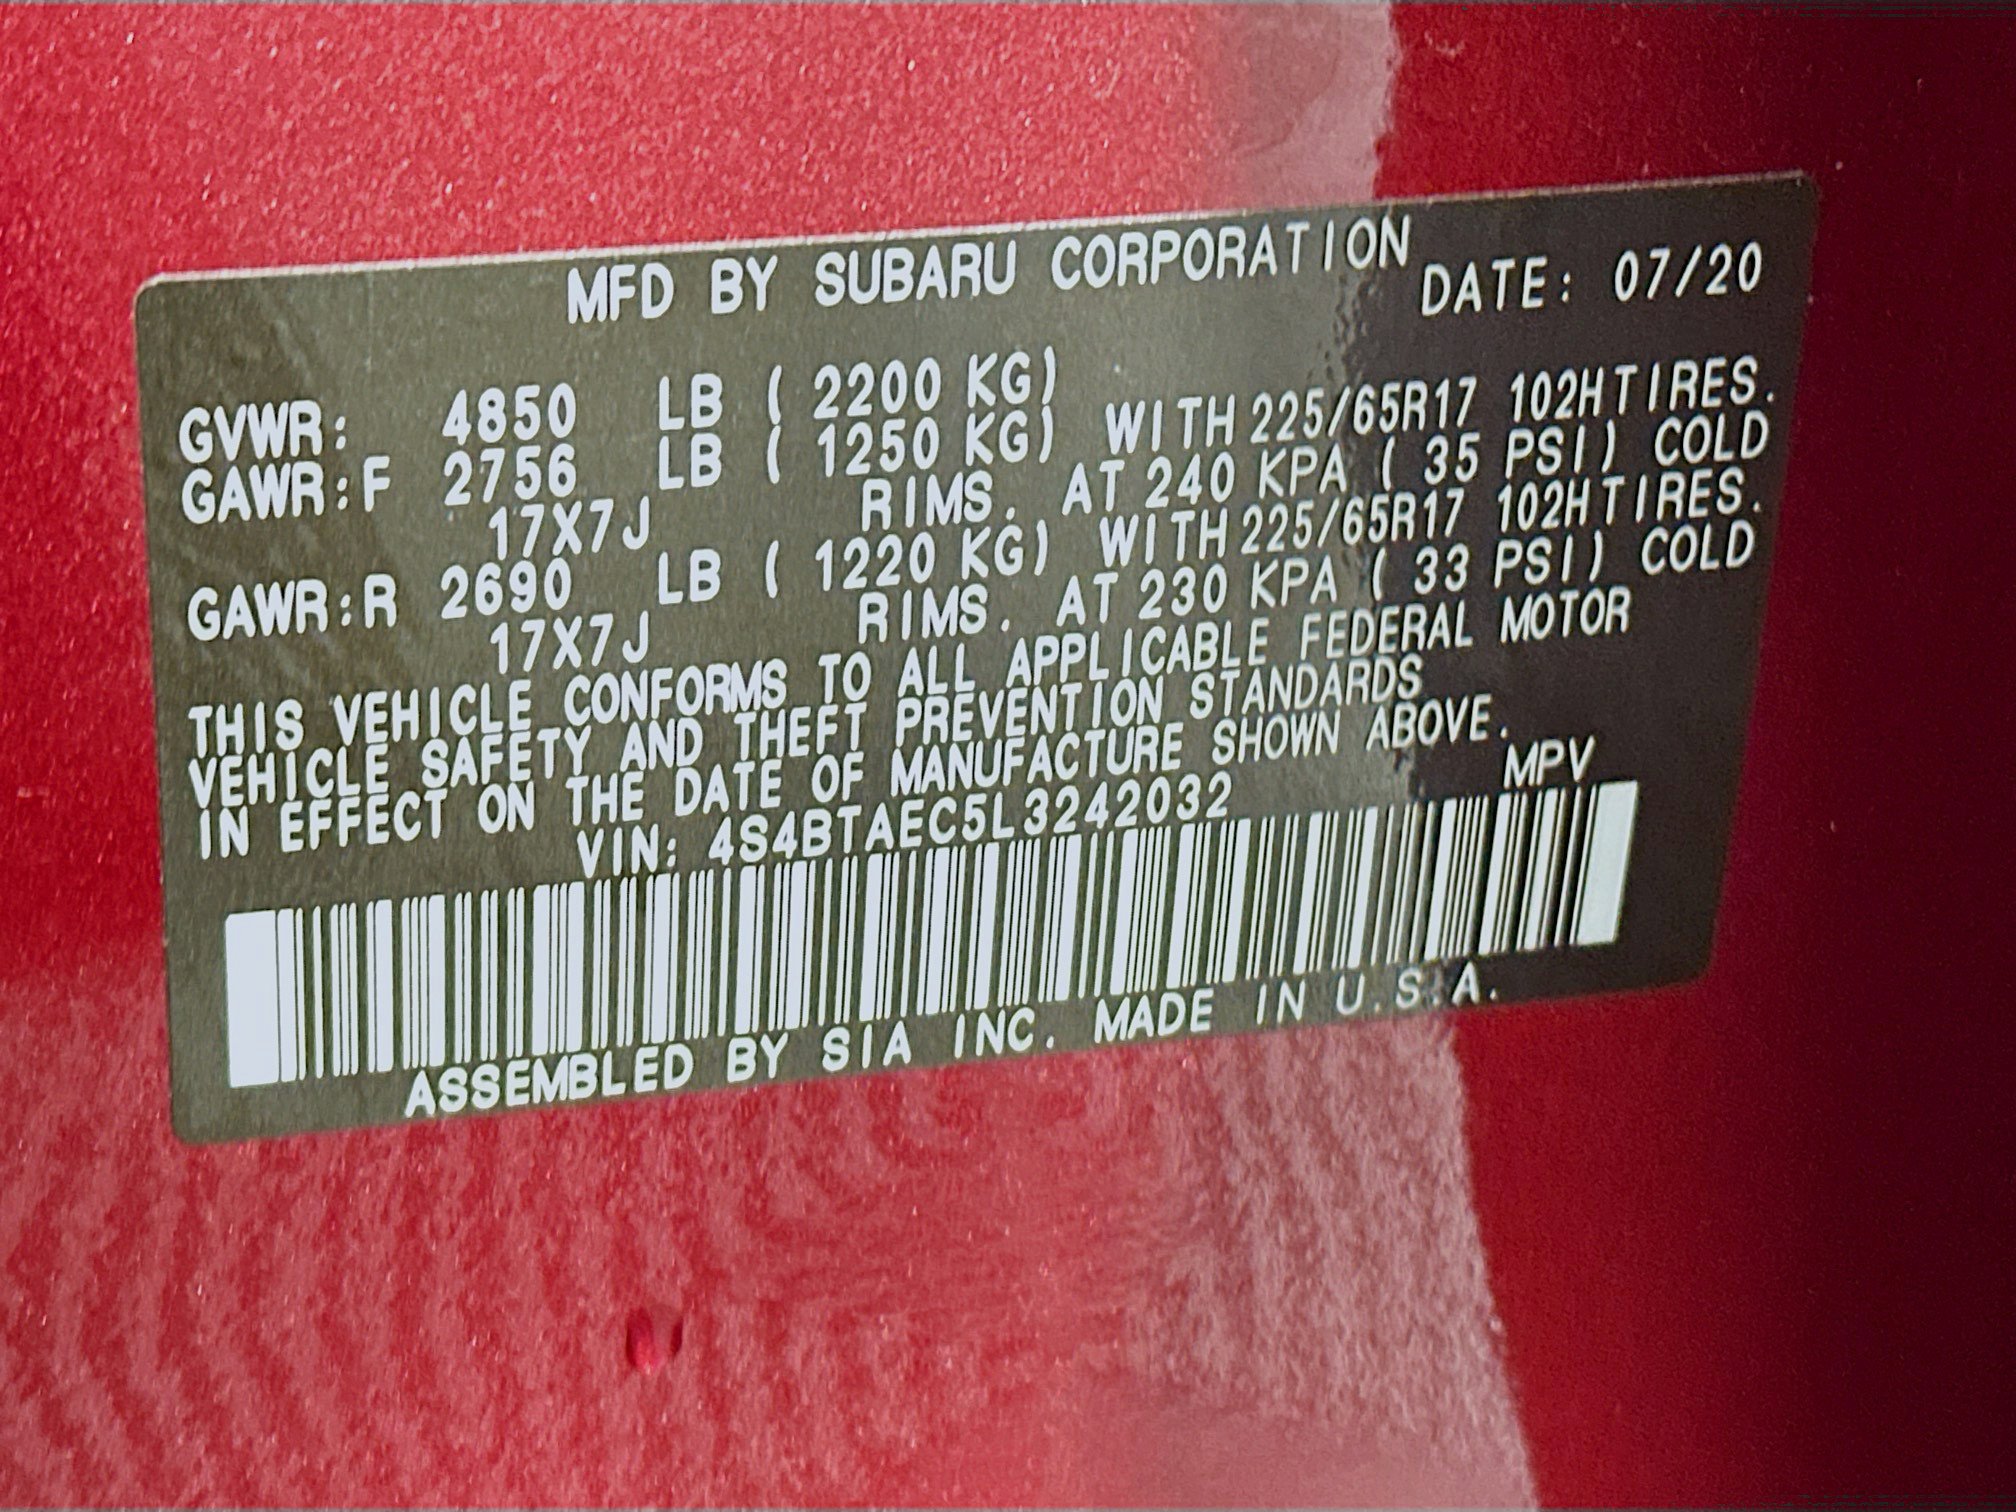 MFD BY SUBARU CORPORATION DATE: 07/20
GVWR: 4850 LB ( 2200 KG)
GAWR:F 2756 LB ( 1250 KG) WITH 225/65R17 102H TIRES.
17X7J RIMS. AT 240 KPA ( 35 PSI) COLD
GAWR:R 2690 LB ( 1220 KG) WITH 225/65R17 102H TIRES.
17X7J RIMS. AT 230 KPA ( 33 PSI) COLD
THIS VEHICLE CONFORMS TO ALL APPLICABLE FEDERAL MOTOR
VEHICLE SAFETY AND THEFT PREVENTION STANDARDS
IN EFFECT ON THE DATE OF MANUFACTURE SHOWN ABOVE.
VIN: 4S4BTAEC5L3242032 MPV
ASSEMBLED BY SIA INC. MADE IN U.S.A.